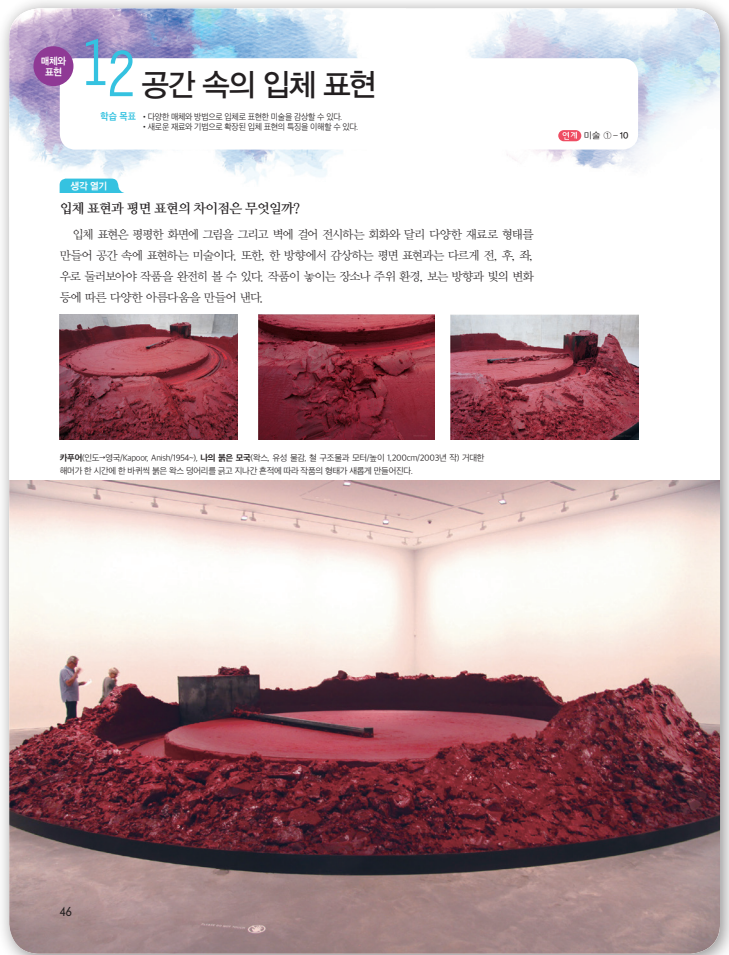 매체와
표현
12 공간 속의 입체 표현
학습 목표 • 다양한 매체와 방법으로 입체로 표현한 미술을 감상할 수 있다.
• 새로운 재료와 기법으로 확장된 입체 표현의 특징을 이해할 수 있다.
연계 미술 ①-10
생각 열기
입체 표현과 평면 표현의 차이점은 무엇일까?
입체 표현은 평평한 화면에 그림을 그리고 벽에 걸어 전시하는 회화와 달리 다양한 재료로 형태를
만들어 공간 속에 표현하는 미술이다. 또한, 한 방향에서 감상하는 평면 표현과는 다르게 전, 후, 좌,
우로 둘러보아야 작품을 완전히 볼 수 있다. 작품이 놓이는 장소나 주위 환경, 보는 방향과 빛의 변화
등에 따른 다양한 아름다움을 만들어 낸다.
카푸어(인도→영국/Kapoor, Anish/1954~), 나의 붉은 모국(왁스, 유성 물감, 철 구조물과 모터/높이 1,200cm/2003년 작) 거대한
해머가 한 시간에 한 바퀴씩 붉은 왁스 덩어리를 긁고 지나간 흔적에 따라 작품의 형태가 새롭게 만들어진다.
46